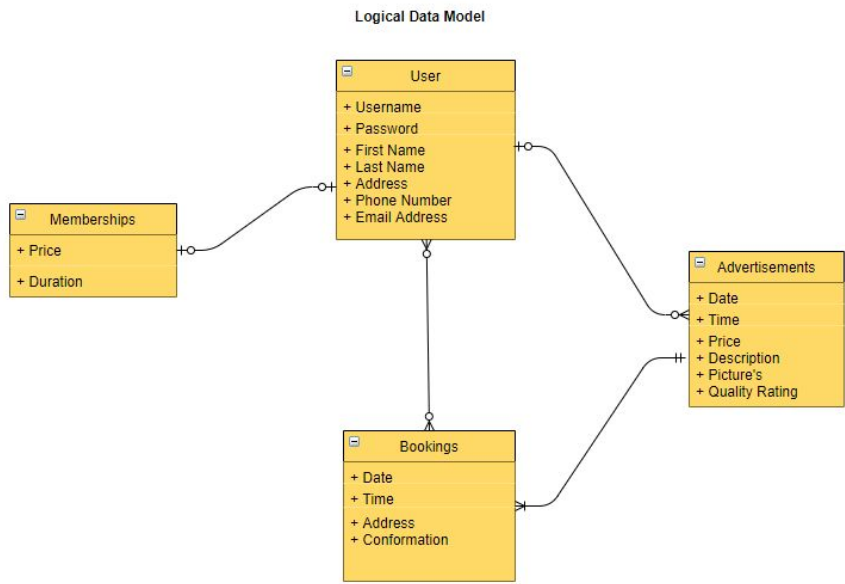 Logical Data Model
User
+ Username
+ Password
+ First Name
+ Last Name
+ Address
+ Phone Number
+ Email Address
Memberships
+ Price
+ Duration
Advertisements
+ Date
+ Time
+ Price
+ Description
+ Picture's
+ Quality Rating
Bookings
+ Date
+ Time
+ Address
+ Conformation